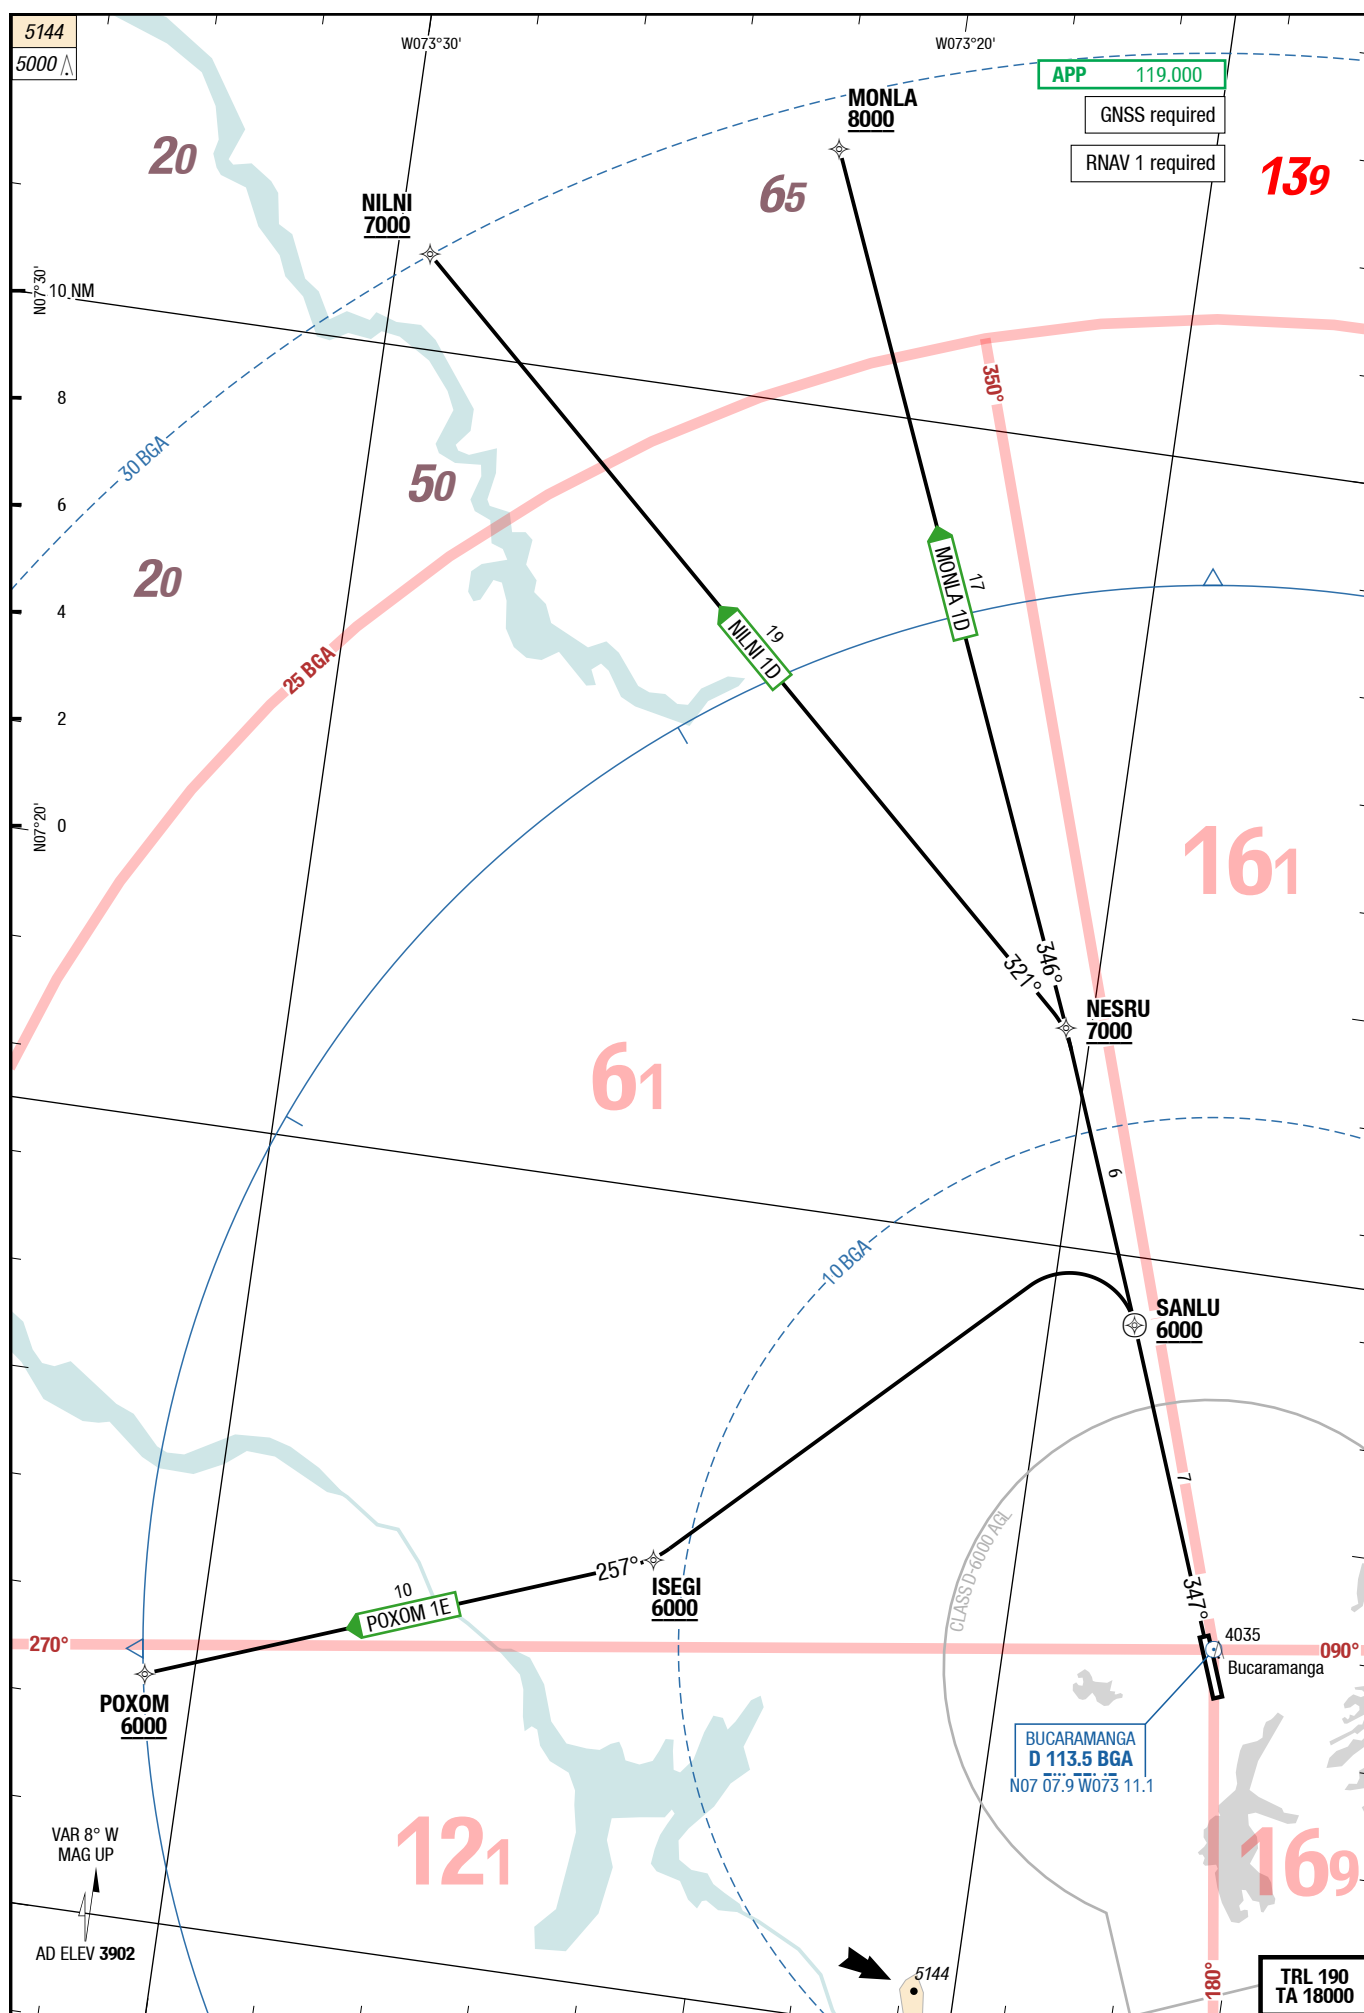 5144
5000
W073°30'
W073°20'
APP 119.000
GNSS required
RNAV 1 required
MONLA
8000
139
20
65
NILNI
7000
N07°30'
10 NM
8
6
4
2
0
N07°20'
350°
30 BGA
50
20
MONLA 1D
17
NILNI 1D
19
25 BGA
161
346°
321°
NESRU
7000
61
6
10 BGA
SANLU
6000
7
CLASS D-6000 AGL
257°
ISEGI
6000
10
POXOM 1E
347°
270°
4035
090°
Bucaramanga
POXOM
6000
BUCARAMANGA
D 113.5 BGA
N07 07.9 W073 11.1
VAR 8° W
MAG UP
121
169
AD ELEV 3902
5144
180°
TRL 190
TA 18000